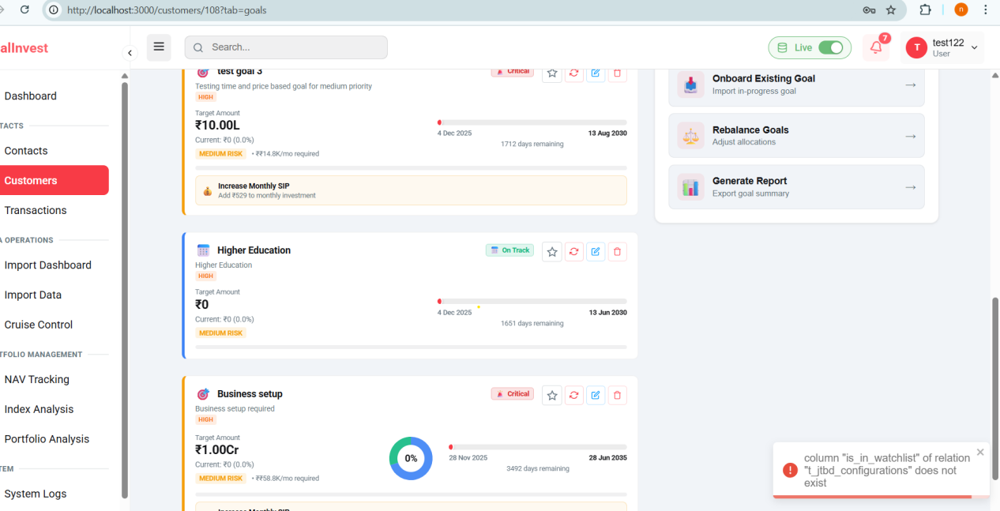 http://localhost:3000/customers/108?tab=goals
n
alInvest
Search...
Live
7
T
test122
User
Dashboard
TACTS
Contacts
Customers
Transactions
A OPERATIONS
Import Dashboard
Import Data
Cruise Control
TFOLIO MANAGEMENT
NAV Tracking
Index Analysis
Portfolio Analysis
TEM
System Logs
test goal 3
Critical
Testing time and price based goal for medium priority
HIGH
Target Amount
₹10.00L
Current: ₹0 (0.0%)
MEDIUM RISK • ₹₹14.8K/mo required
4 Dec 2025
13 Aug 2030
1712 days remaining
Increase Monthly SIP
Add ₹529 to monthly investment
Higher Education
On Track
Higher Education
HIGH
Target Amount
₹0
Current: ₹0 (0.0%)
MEDIUM RISK
4 Dec 2025
13 Jun 2030
1651 days remaining
Business setup
Critical
Business setup required
HIGH
Target Amount
₹1.00Cr
Current: ₹0 (0.0%)
MEDIUM RISK • ₹₹58.8K/mo required
0%
28 Nov 2025
28 Jun 2035
3492 days remaining
Increase Monthly SIP
Onboard Existing Goal
Import in-progress goal
Rebalance Goals
Adjust allocations
Generate Report
Export goal summary
column "is_in_watchlist" of relation
"t_jtbd_configurations" does not
exist